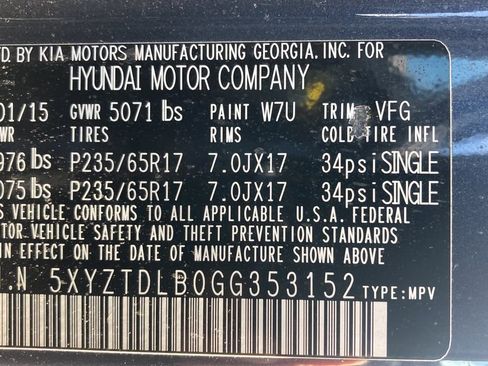 MFD. BY KIA MOTORS MANUFACTURING GEORGIA. INC. FOR
HYUNDAI MOTOR COMPANY
01/15 GVWR 5071 lbs PAINT W7U TRIM VFG
WR TIRES RIMS COLD TIRE INFL
976 lbs P235/65R17 7.0JX17 34psi SINGLE
075 lbs P235/65R17 7.0JX17 34psi SINGLE
S VEHICLE CONFORMS TO ALL APPLICABLE U.S.A. FEDERAL
TOR VEHICLE SAFETY AND THEFT PREVENTION STANDARDS
IN EFFECT ON THE DATE OF MANUFACTURE SHOWN ABOVE
I.N 5XYZTDLB0GG353152 TYPE:MPV